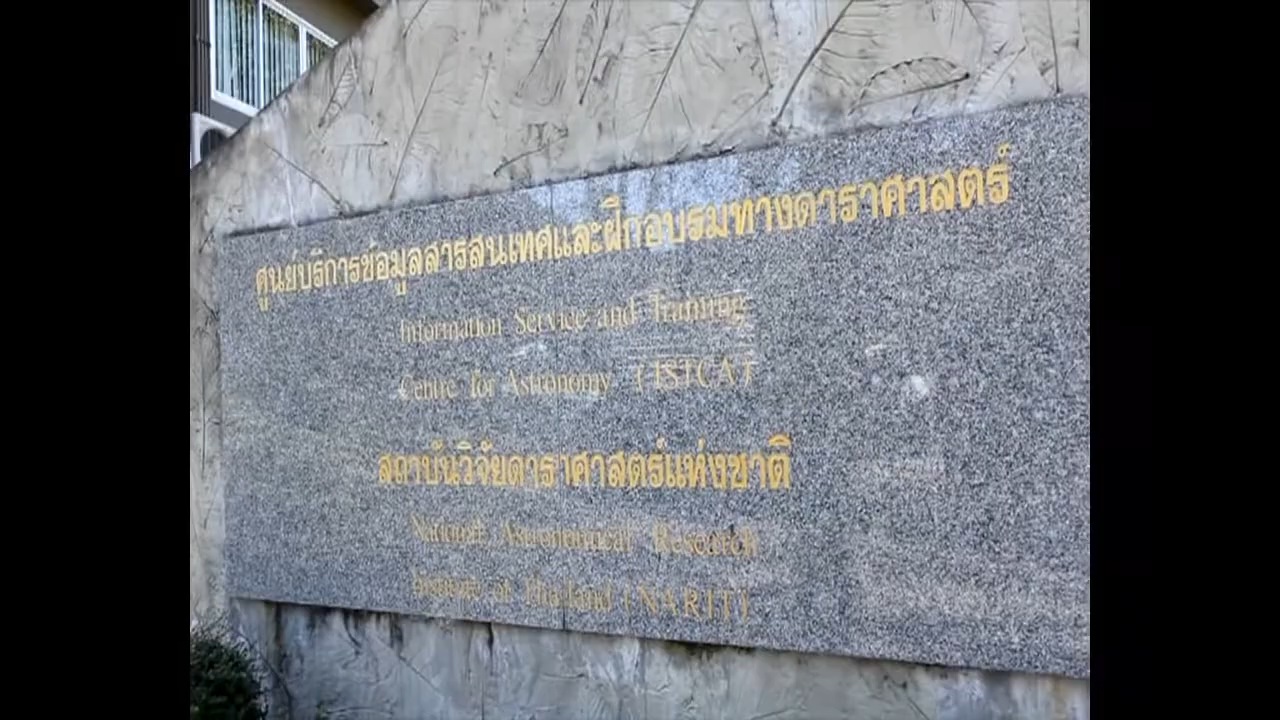 ศูนย์บริการข้อมูลสารสนเทศและฝึกอบรมทางดาราศาสตร์
Information Service and Training
Centre for Astronomy (ISTCA)
สถาบันวิจัยดาราศาสตร์แห่งชาติ
National Astronomical Research
Institute of Thailand (NARIT)